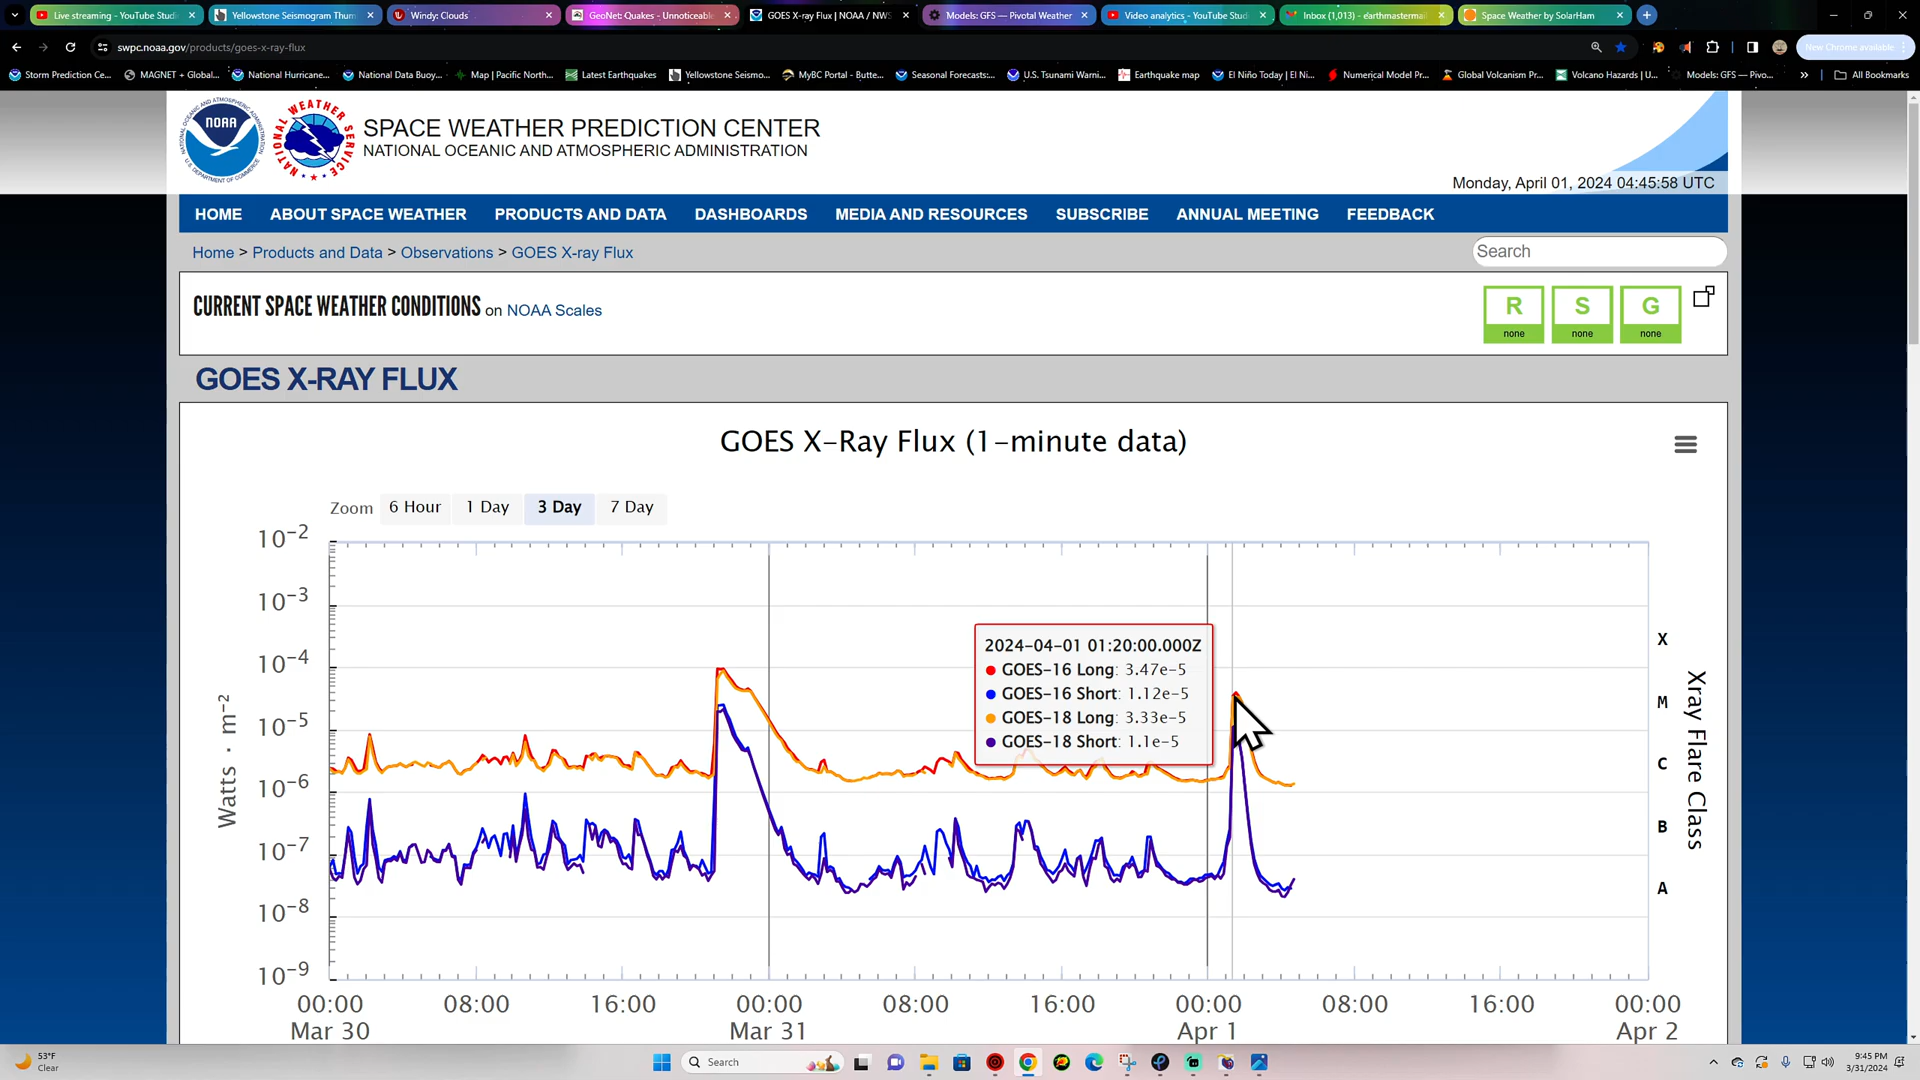 Live streaming - YouTube Studi
Yellowstone Seismogram Thum
Windy: Clouds
GeoNet: Quakes - Unnoticeable
GOES X-ray Flux | NOAA / NWS
Models: GFS — Pivotal Weather
Video analytics - YouTube Studi
Inbox (1,013) - earthmastermai
Space Weather by SolarHam
swpc.noaa.gov/products/goes-x-ray-flux
New Chrome available
Storm Prediction Ce...
MAGNET + Global...
National Hurricane...
National Data Buoy...
Map | Pacific North...
Latest Earthquakes
Yellowstone Seismo...
MyBC Portal - Butte...
Seasonal Forecasts:...
U.S. Tsunami Warni...
Earthquake map
El Niño Today | El Ni...
Numerical Model Pr...
Global Volcanism Pr...
Volcano Hazards | U...
Models: GFS — Pivo...
All Bookmarks
NOAA
SPACE WEATHER PREDICTION CENTER
NATIONAL OCEANIC AND ATMOSPHERIC ADMINISTRATION
Monday, April 01, 2024 04:45:58 UTC
HOME ABOUT SPACE WEATHER PRODUCTS AND DATA DASHBOARDS MEDIA AND RESOURCES SUBSCRIBE ANNUAL MEETING FEEDBACK
Home > Products and Data > Observations > GOES X-ray Flux
Search
CURRENT SPACE WEATHER CONDITIONS on NOAA Scales
R S G
none none none
GOES X-RAY FLUX
GOES X-Ray Flux (1-minute data)
Zoom 6 Hour 1 Day 3 Day 7 Day
10⁻²
10⁻³
10⁻⁴
10⁻⁵
10⁻⁶
10⁻⁷
10⁻⁸
10⁻⁹
Watts · m⁻²
2024-04-01 01:20:00.000Z
GOES-16 Long: 3.47e-5
GOES-16 Short: 1.12e-5
GOES-18 Long: 3.33e-5
GOES-18 Short: 1.1e-5
X
M
C
B
A
Xray Flare Class
00:00 08:00 16:00 00:00 08:00 16:00 00:00 08:00 16:00 00:00
Mar 30 Mar 31 Apr 1 Apr 2
53°F
Clear
Search
9:45 PM
3/31/2024